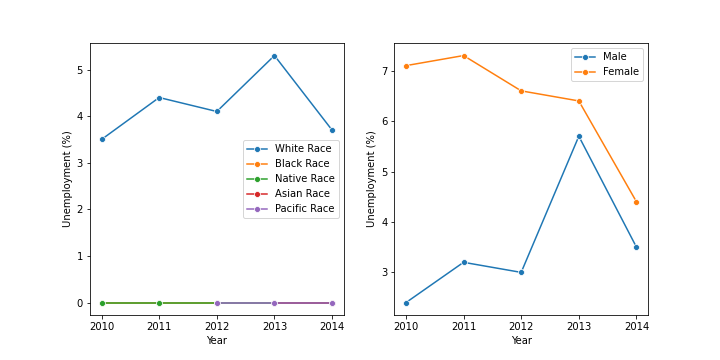 5
4
3
2
1
0
Unemployment (%)
2010 2011 2012 2013 2014
Year
White Race
Black Race
Native Race
Asian Race
Pacific Race
7
6
5
4
3
Unemployment (%)
2010 2011 2012 2013 2014
Year
Male
Female